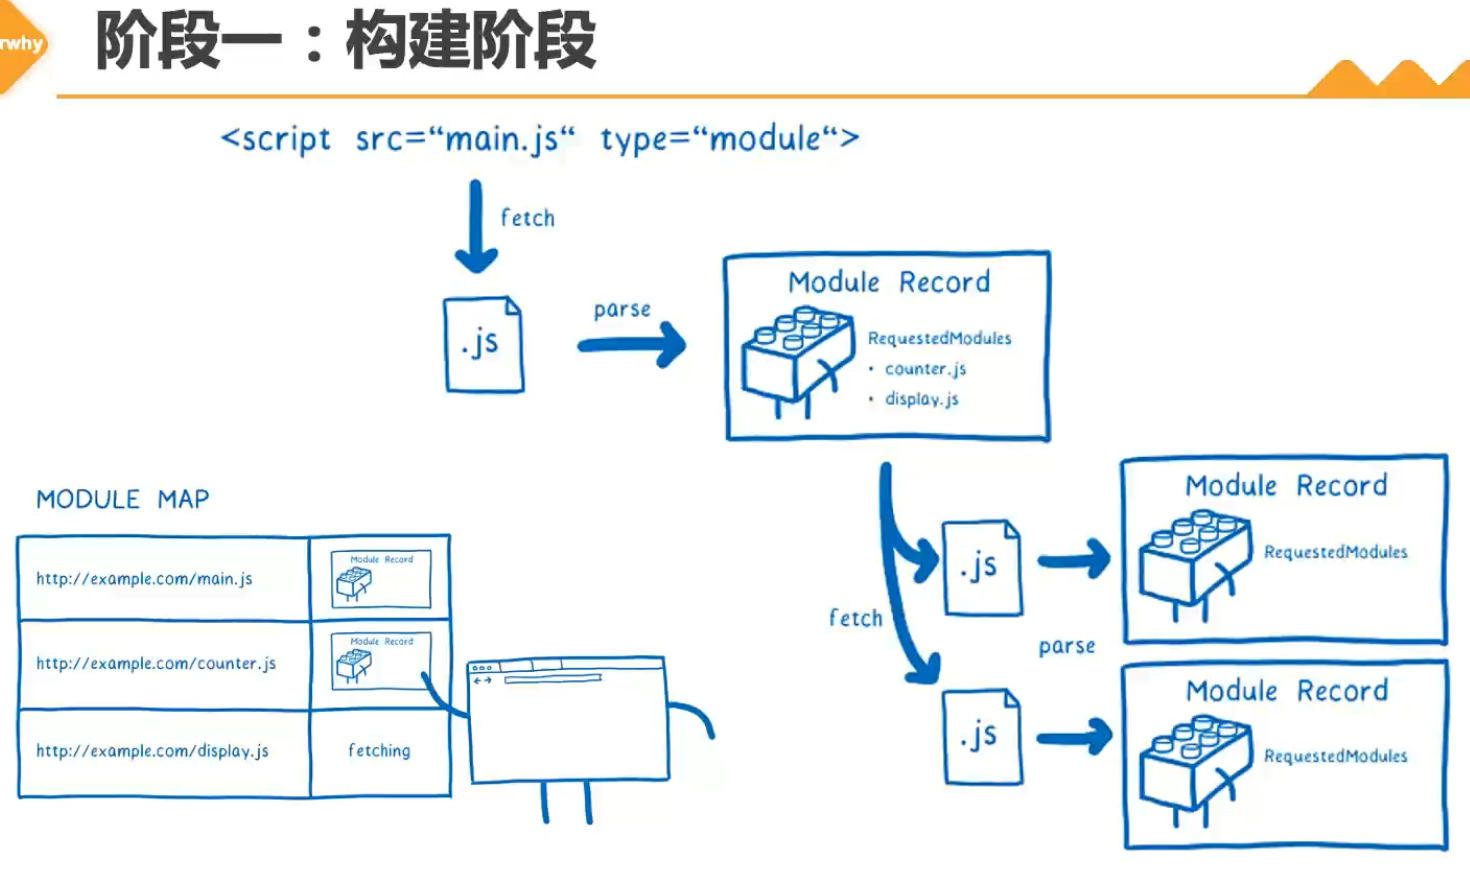 rwhy
阶段一：构建阶段
<script src=“main.js“ type=“module“>
fetch
.js
parse
Module Record
RequestedModules
• counter.js
• display.js
MODULE MAP
http://example.com/main.js
Module Record
http://example.com/counter.js
Module Record
http://example.com/display.js
fetching
fetch
.js
parse
Module Record
RequestedModules
.js
Module Record
RequestedModules